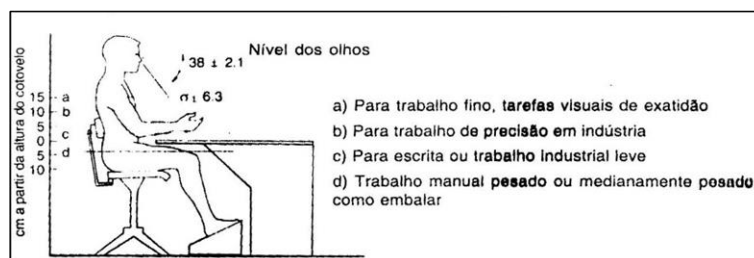 Nível dos olhos
38 ± 2.1
σ± 6.3
15 - a
10 - b
5 - c
0
5 - d
10
cm a partir da altura do cotovelo
a) Para trabalho fino, tarefas visuais de exatidão
b) Para trabalho de precisão em indústria
c) Para escrita ou trabalho industrial leve
d) Trabalho manual pesado ou medianamente posado
como embalar